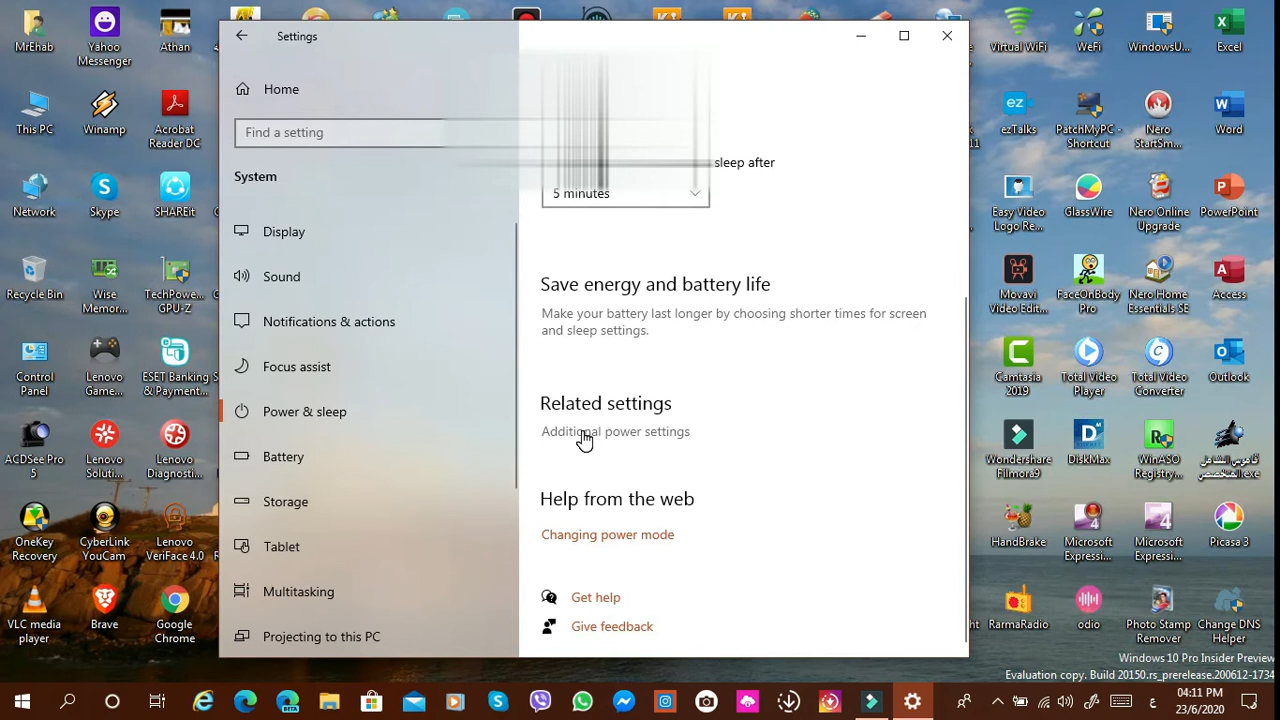 MrEhab
Yahoo
Messenger
Athan
This PC
Winamp
Acrobat
Reader DC
Network
Skype
SHAREit
Recycle Bin
Wise
Memor...
TechPowe...
GPU-Z
Control
Panel
Lenovo
Game...
ESET Banking
& Payment...
ACDSee Pro
5
Lenovo
Soluti...
Lenovo
Diagnosti...
OneKey
Recovery
CyberLink
YouCam
Lenovo
VeriFace 4.0
VLC media
player
Brave
Google
Chrome
Settings
Home
Find a setting
System
Display
Sound
Notifications & actions
Focus assist
Power & sleep
Battery
Storage
Tablet
Multitasking
Projecting to this PC
sleep after
5 minutes
Save energy and battery life
Make your battery last longer by choosing shorter times for screen
and sleep settings.
Related settings
Additional power settings
Help from the web
Changing power mode
Get help
Give feedback
Virtual WiFi
WeFi
WindowsU...
Excel
ezTalks
PatchMyPC -
Shortcut
Nero
StartSm...
Word
Easy Video
Logo Re...
GlassWire
Nero Online
Upgrade
PowerPoint
Movavi
Video Edit...
FaceOnBody
Pro
Nero Home
Essentials SE
Access
Camtasia
2019
Total Video
Player
Total Video
Converter
Outlook
Wondershare
Filmora9
DiskMax
WinASO
Registry...
HandBrake
Microsoft
Expressi...
Microsoft
Expressi...
Picasa 3
RarmaRadio
odio
Photo Stamp
Remover
Change DNS
Helper
Windows 10 Pro Insider Preview
Evaluation copy. Build 20150.rs_prerelease.200612-1734
ع
04:11 PM
23/6/2020